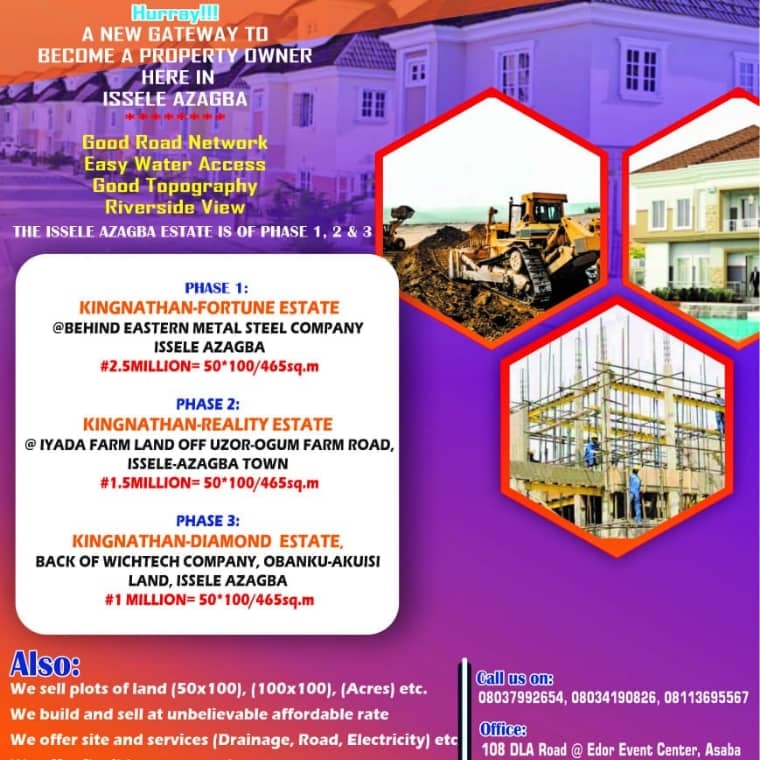 Hurray!!!
A NEW GATEWAY TO
BECOME A PROPERTY OWNER
HERE IN
ISSELE AZAGBA
********
Good Road Network
Easy Water Access
Good Topography
Riverside View
THE ISSELE AZAGBA ESTATE IS OF PHASE 1, 2 & 3
PHASE 1:
KINGNATHAN-FORTUNE ESTATE
@BEHIND EASTERN METAL STEEL COMPANY
ISSELE AZAGBA
#2.5MILLION= 50*100/465sq.m
PHASE 2:
KINGNATHAN-REALITY ESTATE
@ IYADA FARM LAND OFF UZOR-OGUM FARM ROAD,
ISSELE-AZAGBA TOWN
#1.5MILLION= 50*100/465sq.m
PHASE 3:
KINGNATHAN-DIAMOND ESTATE,
BACK OF WICHTECH COMPANY, OBANKU-AKUISI
LAND, ISSELE AZAGBA
#1 MILLION= 50*100/465sq.m
Also:
We sell plots of land (50x100), (100x100), (Acres) etc.
We build and sell at unbelievable affordable rate
We offer site and services (Drainage, Road, Electricity) etc
Call us on:
08037992654, 08034190826, 08113695567
Office:
108 DLA Road @ Edor Event Center, Asaba